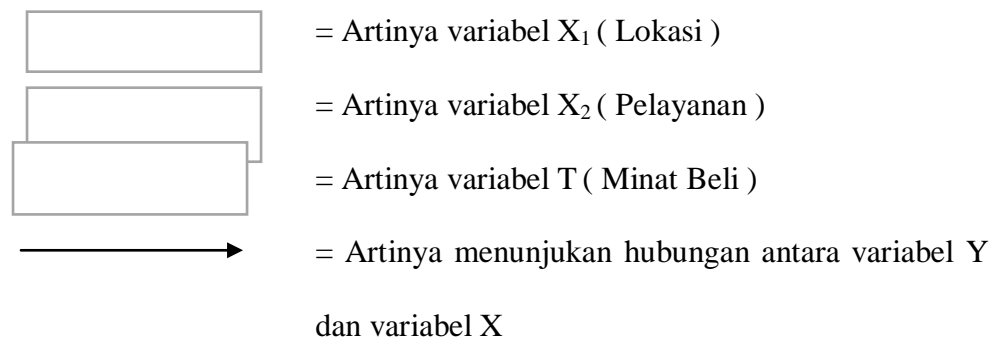 = Artinya variabel X₁ ( Lokasi )
= Artinya variabel X₂ ( Pelayanan )
= Artinya variabel T ( Minat Beli )
= Artinya menunjukan hubungan antara variabel Y
dan variabel X